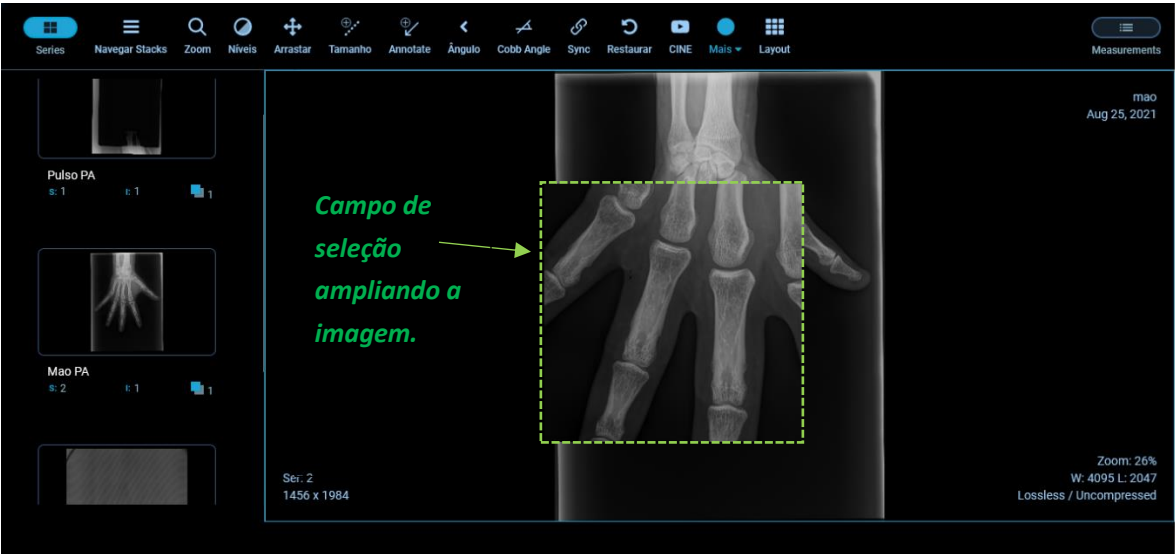 Series
Navegar Stacks
Zoom
Níveis
Arrastar
Tamanho
Annotate
Ângulo
Cobb Angle
Sync
Restaurar
CINE
Mais
Layout
Measurements
Pulso PA
S: 1 I: 1 1
Mao PA
S: 2 I: 1 1
Campo de
seleção
ampliando a
imagem.
mao
Aug 25, 2021
Ser: 2
1456 x 1984
Zoom: 26%
W: 4095 L: 2047
Lossless / Uncompressed